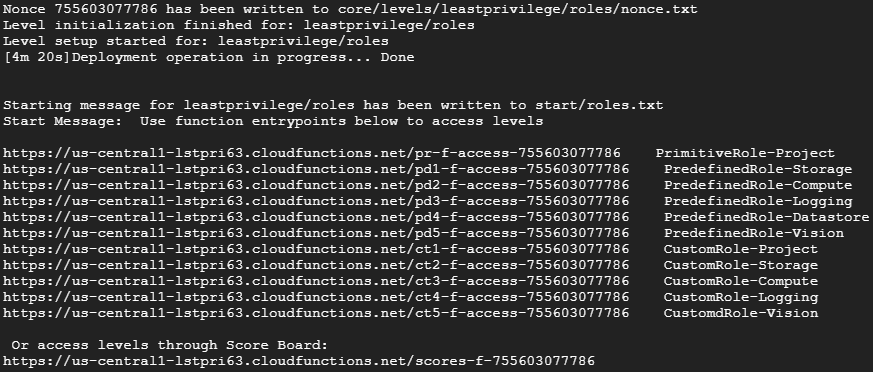 Nonce 755603077786 has been written to core/levels/leastprivilege/roles/nonce.txt
Level initialization finished for: leastprivilege/roles
Level setup started for: leastprivilege/roles
[4m 20s]Deployment operation in progress... Done
Starting message for leastprivilege/roles has been written to start/roles.txt
Start Message:  Use function entrypoints below to access levels
https://us-central1-lstpri63.cloudfunctions.net/pr-f-access-755603077786    PrimitiveRole-Project
https://us-central1-lstpri63.cloudfunctions.net/pd1-f-access-755603077786    PredefinedRole-Storage
https://us-central1-lstpri63.cloudfunctions.net/pd2-f-access-755603077786    PredefinedRole-Compute
https://us-central1-lstpri63.cloudfunctions.net/pd3-f-access-755603077786    PredefinedRole-Logging
https://us-central1-lstpri63.cloudfunctions.net/pd4-f-access-755603077786    PredefinedRole-Datastore
https://us-central1-lstpri63.cloudfunctions.net/pd5-f-access-755603077786    PredefinedRole-Vision
https://us-central1-lstpri63.cloudfunctions.net/ct1-f-access-755603077786    CustomRole-Project
https://us-central1-lstpri63.cloudfunctions.net/ct2-f-access-755603077786    CustomRole-Storage
https://us-central1-lstpri63.cloudfunctions.net/ct3-f-access-755603077786    CustomRole-Compute
https://us-central1-lstpri63.cloudfunctions.net/ct4-f-access-755603077786    CustomRole-Logging
https://us-central1-lstpri63.cloudfunctions.net/ct5-f-access-755603077786    CustomdRole-Vision
Or access levels through Score Board:
https://us-central1-lstpri63.cloudfunctions.net/scores-f-755603077786